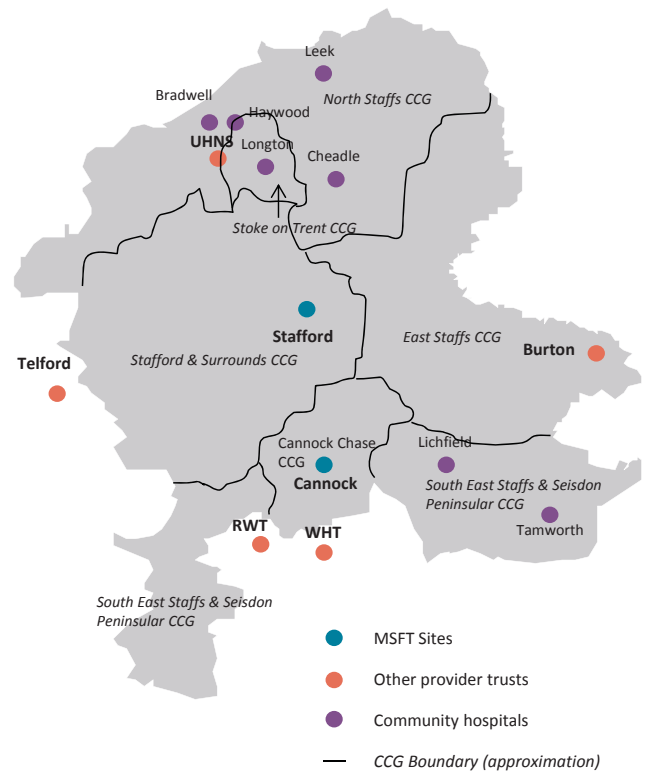 Leek
North Staffs CCG
Bradwell
Haywood
UHNS
Longton
Cheadle
Stoke on Trent CCG
Stafford
East Staffs CCG
Burton
Telford
Stafford & Surrounds CCG
Cannock Chase
CCG
Lichfield
Cannock
South East Staffs & Seisdon
Peninsular CCG
Tamworth
RWT
WHT
South East Staffs & Seisdon
Peninsular CCG
MSFT Sites
Other provider trusts
Community hospitals
CCG Boundary (approximation)